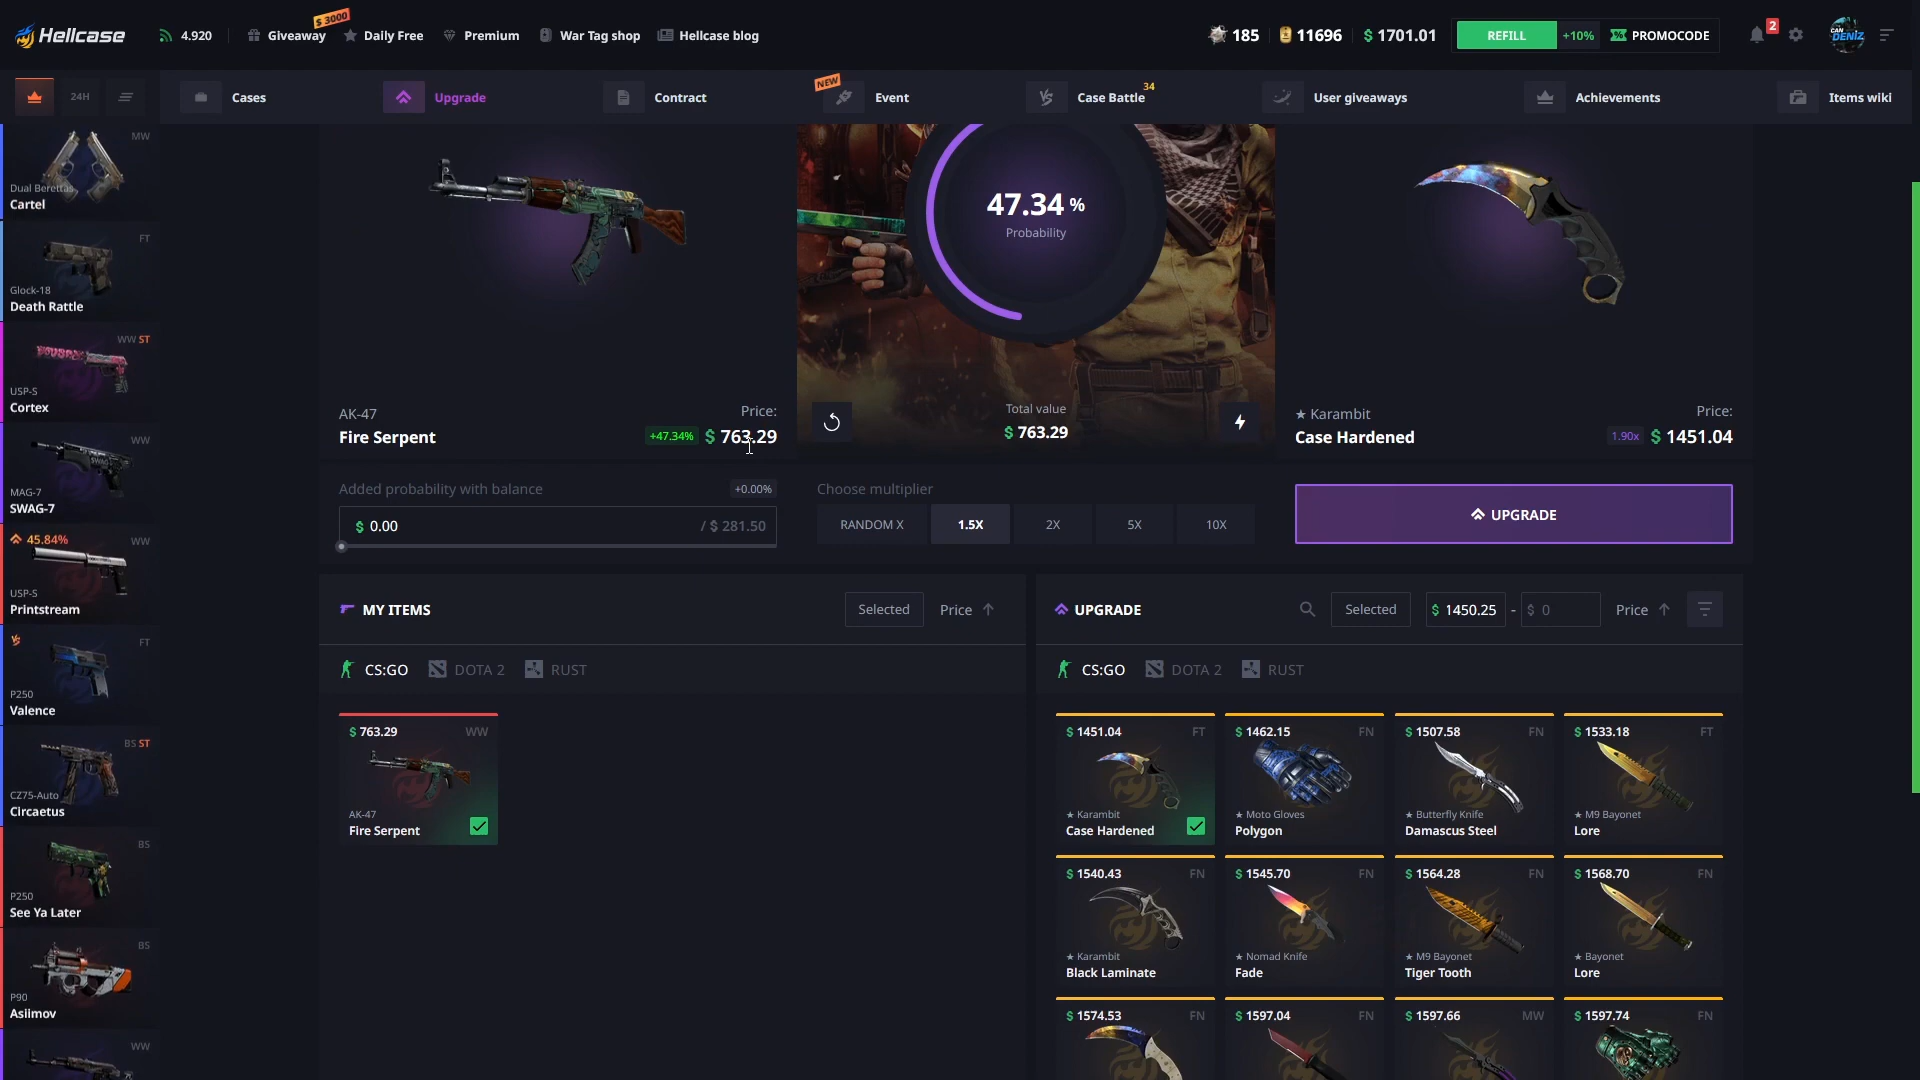 Hellcase
4.920
$ 3000
Giveaway
Daily Free
Premium
War Tag shop
Hellcase blog
185
11696
$ 1701.01
REFILL
+10%
PROMOCODE
2
CAN
DENİZ
24H
Cases
Upgrade
Contract
NEW
Event
Case Battle
34
User giveaways
Achievements
Items wiki
MW
Dual Berettas
Cartel
FT
Glock-18
Death Rattle
WW ST
USP-S
Cortex
WW
MAG-7
SWAG-7
45.84%
WW
USP-S
Printstream
FT
P250
Valence
BS ST
CZ75-Auto
Circaetus
BS
P250
See Ya Later
BS
P90
Asiimov
WW
47.34 %
Probability
AK-47
Fire Serpent
Price:
+47.34%
$ 763.29
Total value
$ 763.29
★ Karambit
Case Hardened
Price:
1.90x
$ 1451.04
Added probability with balance
+0.00%
$ 0.00
/ $ 281.50
Choose multiplier
RANDOM X
1.5X
2X
5X
10X
UPGRADE
MY ITEMS
Selected
Price
CS:GO
DOTA 2
RUST
$ 763.29
WW
AK-47
Fire Serpent
UPGRADE
Selected
$ 1450.25
-
$ 0
Price
CS:GO
DOTA 2
RUST
$ 1451.04
FT
★ Karambit
Case Hardened
$ 1462.15
FN
★ Moto Gloves
Polygon
$ 1507.58
FN
★ Butterfly Knife
Damascus Steel
$ 1533.18
FT
★ M9 Bayonet
Lore
$ 1540.43
FN
★ Karambit
Black Laminate
$ 1545.70
FN
★ Nomad Knife
Fade
$ 1564.28
FN
★ M9 Bayonet
Tiger Tooth
$ 1568.70
FN
★ Bayonet
Lore
$ 1574.53
FN
$ 1597.04
FN
$ 1597.66
MW
$ 1597.74
FN